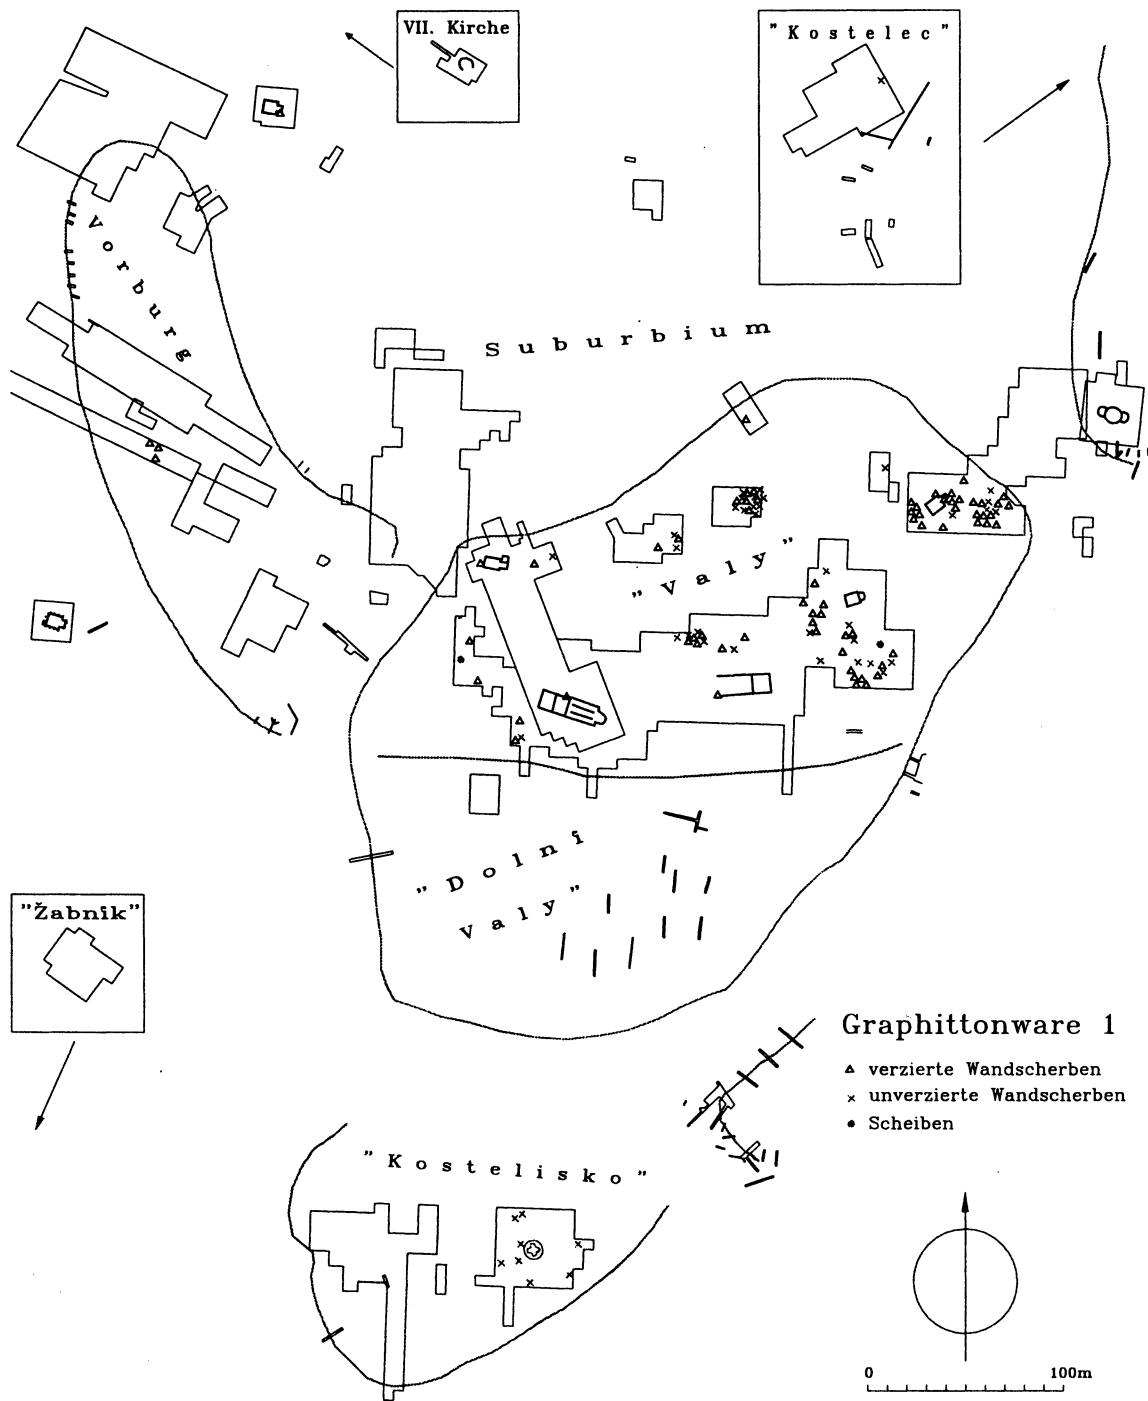 VII. Kirche
"Kostelec"
Vorburg
Suburbium
"Valy"
"Dolní
Valy"
"Žabník"
Graphittonware 1
verzierte Wandscherben
unverzierte Wandscherben
Scheiben
"Kostelisko"
0 100m